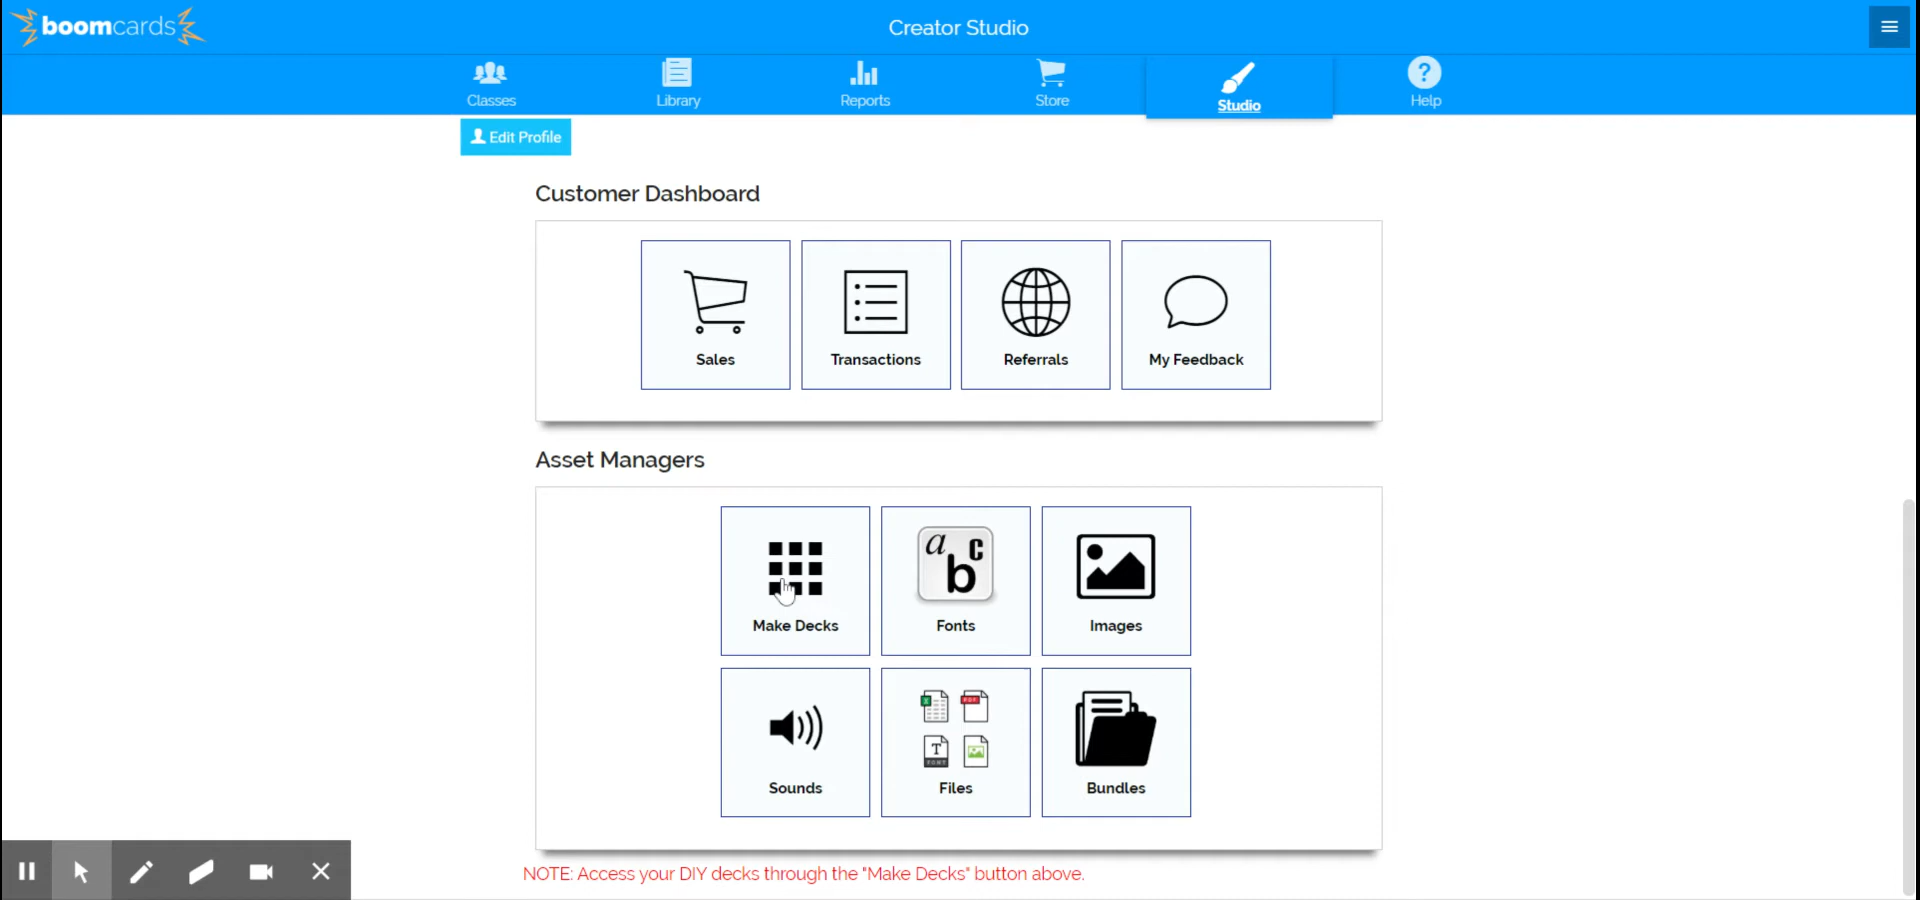 boomcards
Creator Studio
Classes
Library
Reports
Store
Studio
? Help
Edit Profile
Customer Dashboard
Sales
Transactions
Referrals
My Feedback
Asset Managers
Make Decks
a b c
Fonts
Images
Sounds
X PDF
T FONT
Files
Bundles
NOTE: Access your DIY decks through the "Make Decks" button above.